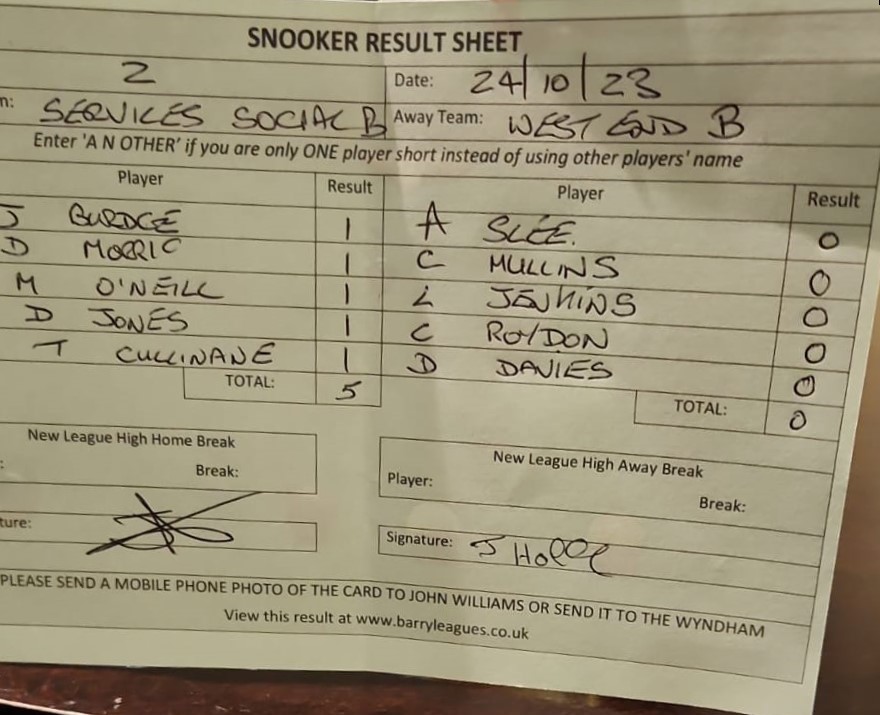 SNOOKER RESULT SHEET
2 Date: 24/10/23
n: SERVICES SOCIAL B Away Team: WEST END B
Enter 'A N OTHER' if you are only ONE player short instead of using other players' name
Player Result Player Result
J BURDGE 1 A SLEE. 0
D MORRIC 1 C MULLINS 0
M O'NEILL 1 L JENKINS 0
D JONES 1 C ROYDON 0
T CULLINANE 1 D DAVIES 0
TOTAL: 5 TOTAL: 0
New League High Home Break New League High Away Break
: Break: Player: Break:
ture: Signature: J
PLEASE SEND A MOBILE PHONE PHOTO OF THE CARD TO JOHN WILLIAMS OR SEND IT TO THE WYNDHAM
View this result at www.barryleagues.co.uk